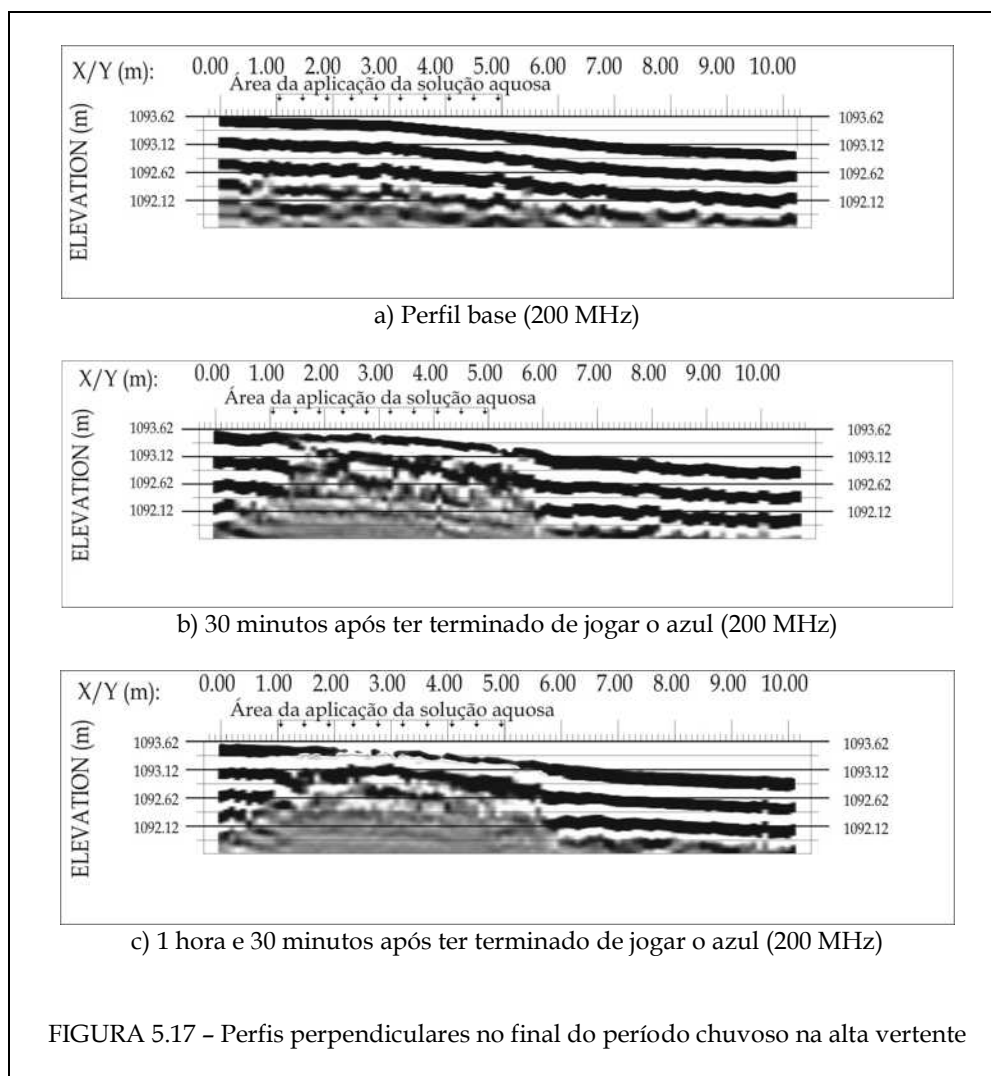 X/Y (m): 0.00 1.00 2.00 3.00 4.00 5.00 6.00 7.00 8.00 9.00 10.00
Área da aplicação da solução aquosa
ELEVATION (m)
1093.62 1093.62
1093.12 1093.12
1092.62 1092.62
1092.12 1092.12
a) Perfil base (200 MHz)
X/Y (m): 0.00 1.00 2.00 3.00 4.00 5.00 6.00 7.00 8.00 9.00 10.00
Área da aplicação da solução aquosa
ELEVATION (m)
1093.62 1093.62
1093.12 1093.12
1092.62 1092.62
1092.12 1092.12
b) 30 minutos após ter terminado de jogar o azul (200 MHz)
X/Y (m): 0.00 1.00 2.00 3.00 4.00 5.00 6.00 7.00 8.00 9.00 10.00
Área da aplicação da solução aquosa
ELEVATION (m)
1093.62 1093.62
1093.12 1093.12
1092.62 1092.62
1092.12 1092.12
c) 1 hora e 30 minutos após ter terminado de jogar o azul (200 MHz)
FIGURA 5.17 – Perfis perpendiculares no final do período chuvoso na alta vertente